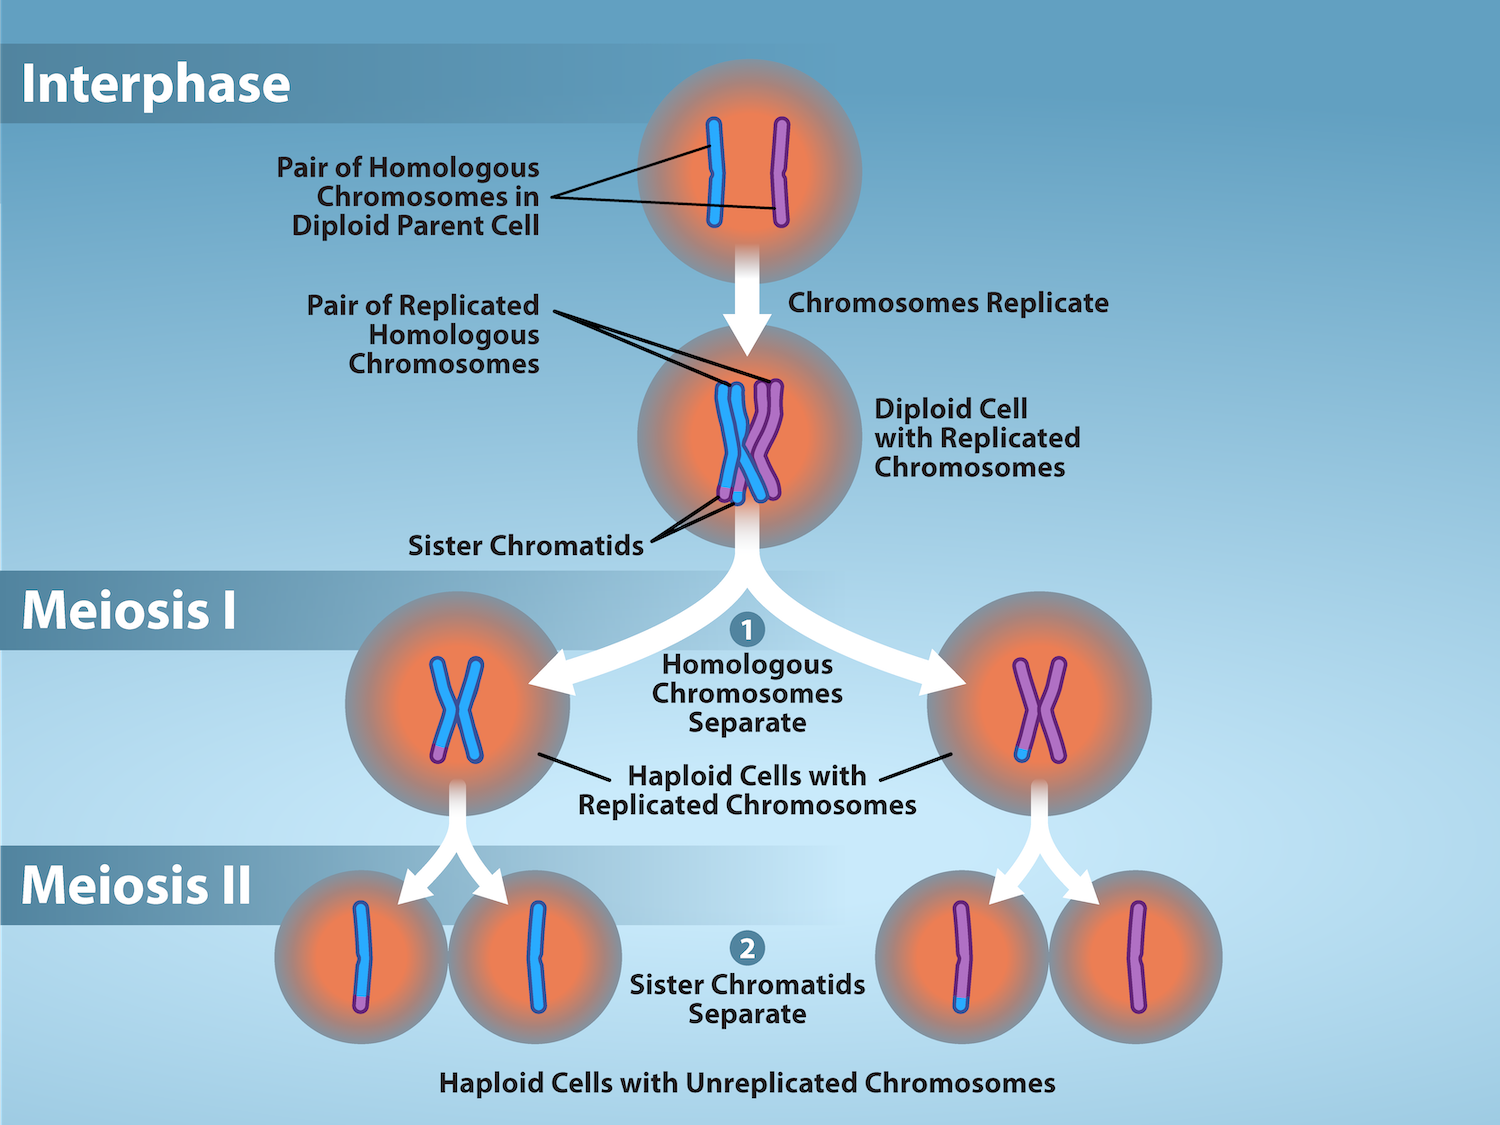 Interphase
Pair of Homologous
Chromosomes in
Diploid Parent Cell
Chromosomes Replicate
Pair of Replicated
Homologous
Chromosomes
Diploid Cell
with Replicated
Chromosomes
Sister Chromatids
Meiosis I
1
Homologous
Chromosomes
Separate
Haploid Cells with
Replicated Chromosomes
Meiosis II
2
Sister Chromatids
Separate
Haploid Cells with Unreplicated Chromosomes